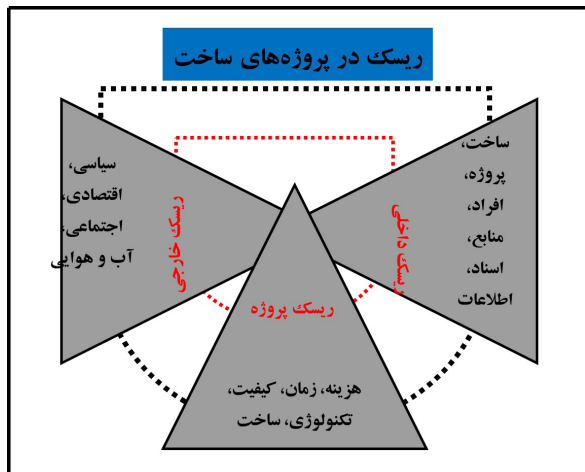 ریسک در پروژه‌های ساخت
ساخت،
پروژه،
افراد،
منابع،
اسناد،
اطلاعات
ریسک داخلی
سیاسی،
اقتصادی،
اجتماعی،
آب و هوایی
ریسک خارجی
ریسک پروژه
هزینه، زمان، کیفیت،
تکنولوژی، ساخت